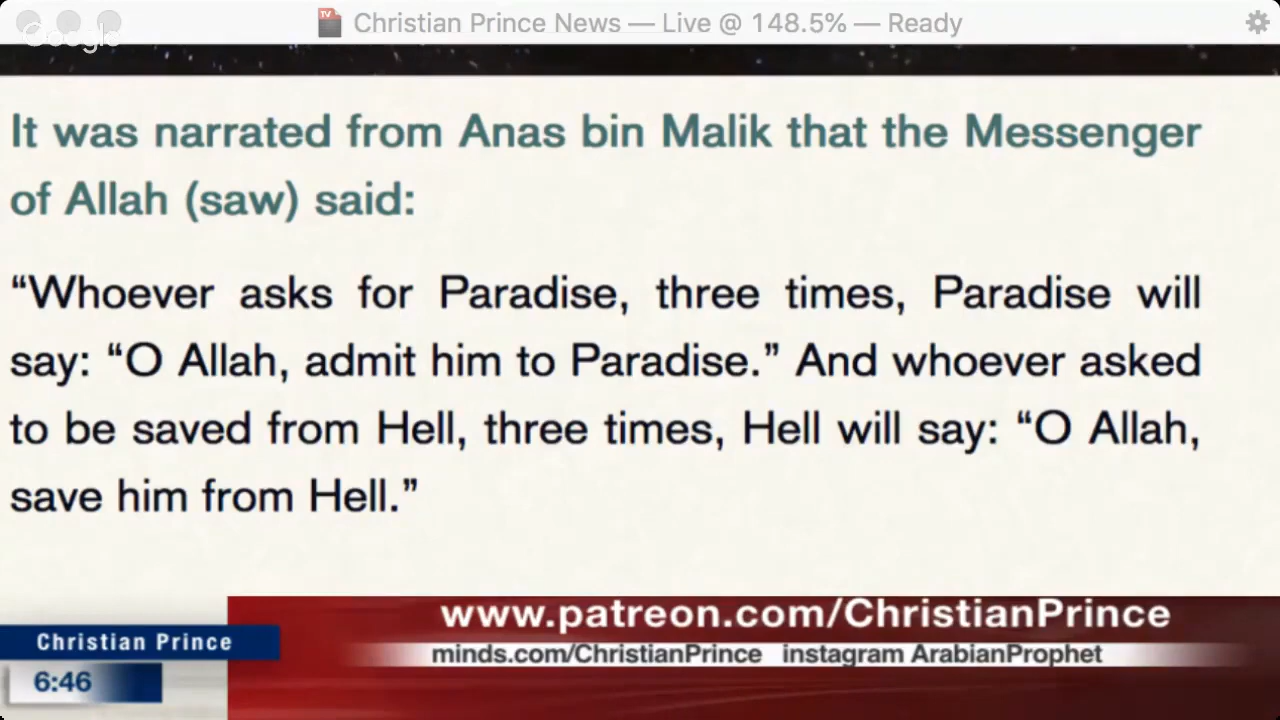 TV
Christian Prince News — Live @ 148.5% — Ready
Google
It was narrated from Anas bin Malik that the Messenger
of Allah (saw) said:
“Whoever asks for Paradise, three times, Paradise will
say: “O Allah, admit him to Paradise.” And whoever asked
to be saved from Hell, three times, Hell will say: “O Allah,
save him from Hell.”
www.patreon.com/ChristianPrince
Christian Prince
minds.com/ChristianPrince instagram ArabianProphet
6:46